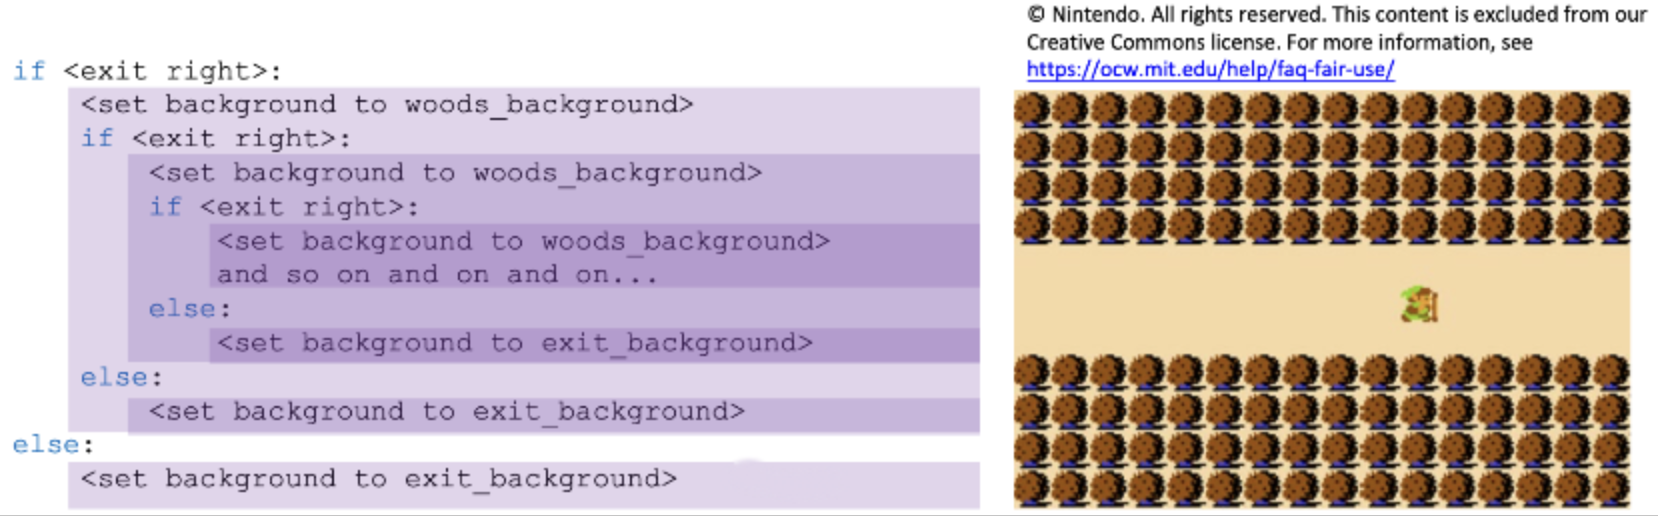 if <exit right>:
    <set background to woods_background>
    if <exit right>:
        <set background to woods_background>
        if <exit right>:
            <set background to woods_background>
            and so on and on and on...
        else:
            <set background to exit_background>
    else:
        <set background to exit_background>
else:
    <set background to exit_background>
© Nintendo. All rights reserved. This content is excluded from our
Creative Commons license. For more information, see
https://ocw.mit.edu/help/faq-fair-use/